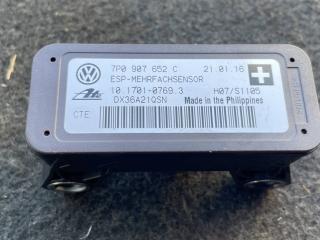 7P0 907 652 C 21.01.16
ESP-MEHRFACHSENSOR
Ate 10.1701-0769.3 H07/S1105
DX36A21QSN Made in the Philippines
CTE